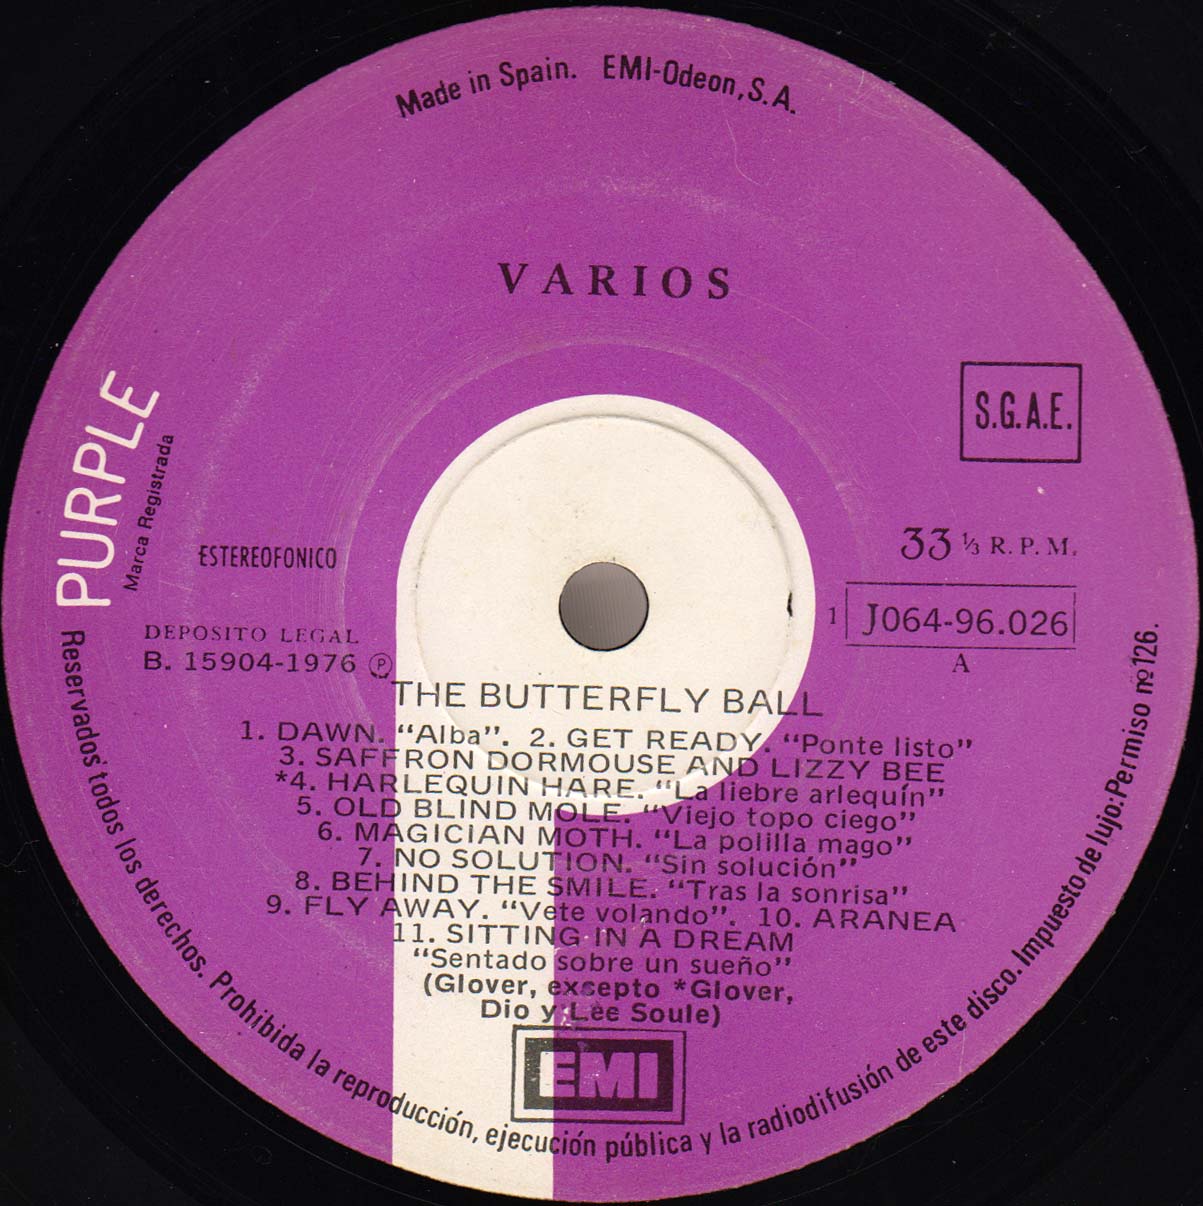 Made in Spain. EMI-Odeon, S.A.
VARIOS
PURPLE
Marca Registrada
S.G.A.E.
ESTEREOFONICO
33 ⅓ R. P. M.
DEPOSITO LEGAL
B. 15904-1976 ℗
1 J064-96.026
A
THE BUTTERFLY BALL
1. DAWN. "Alba". 2. GET READY. "Ponte listo"
3. SAFFRON DORMOUSE AND LIZZY BEE
*4. HARLEQUIN HARE. "La liebre arlequín"
5. OLD BLIND MOLE. "Viejo topo ciego"
6. MAGICIAN MOTH. "La polilla mago"
7. NO SOLUTION. "Sin solución"
8. BEHIND THE SMILE. "Tras la sonrisa"
9. FLY AWAY. "Vete volando". 10. ARANEA
11. SITTING IN A DREAM
"Sentado sobre un sueño"
(Glover, excepto *Glover,
Dio y Lee Soule)
EMI
Reservados todos los derechos. Prohibida la reproducción, ejecución pública y la radiodifusión de este disco. Impuesto de lujo: Permiso nº 126.